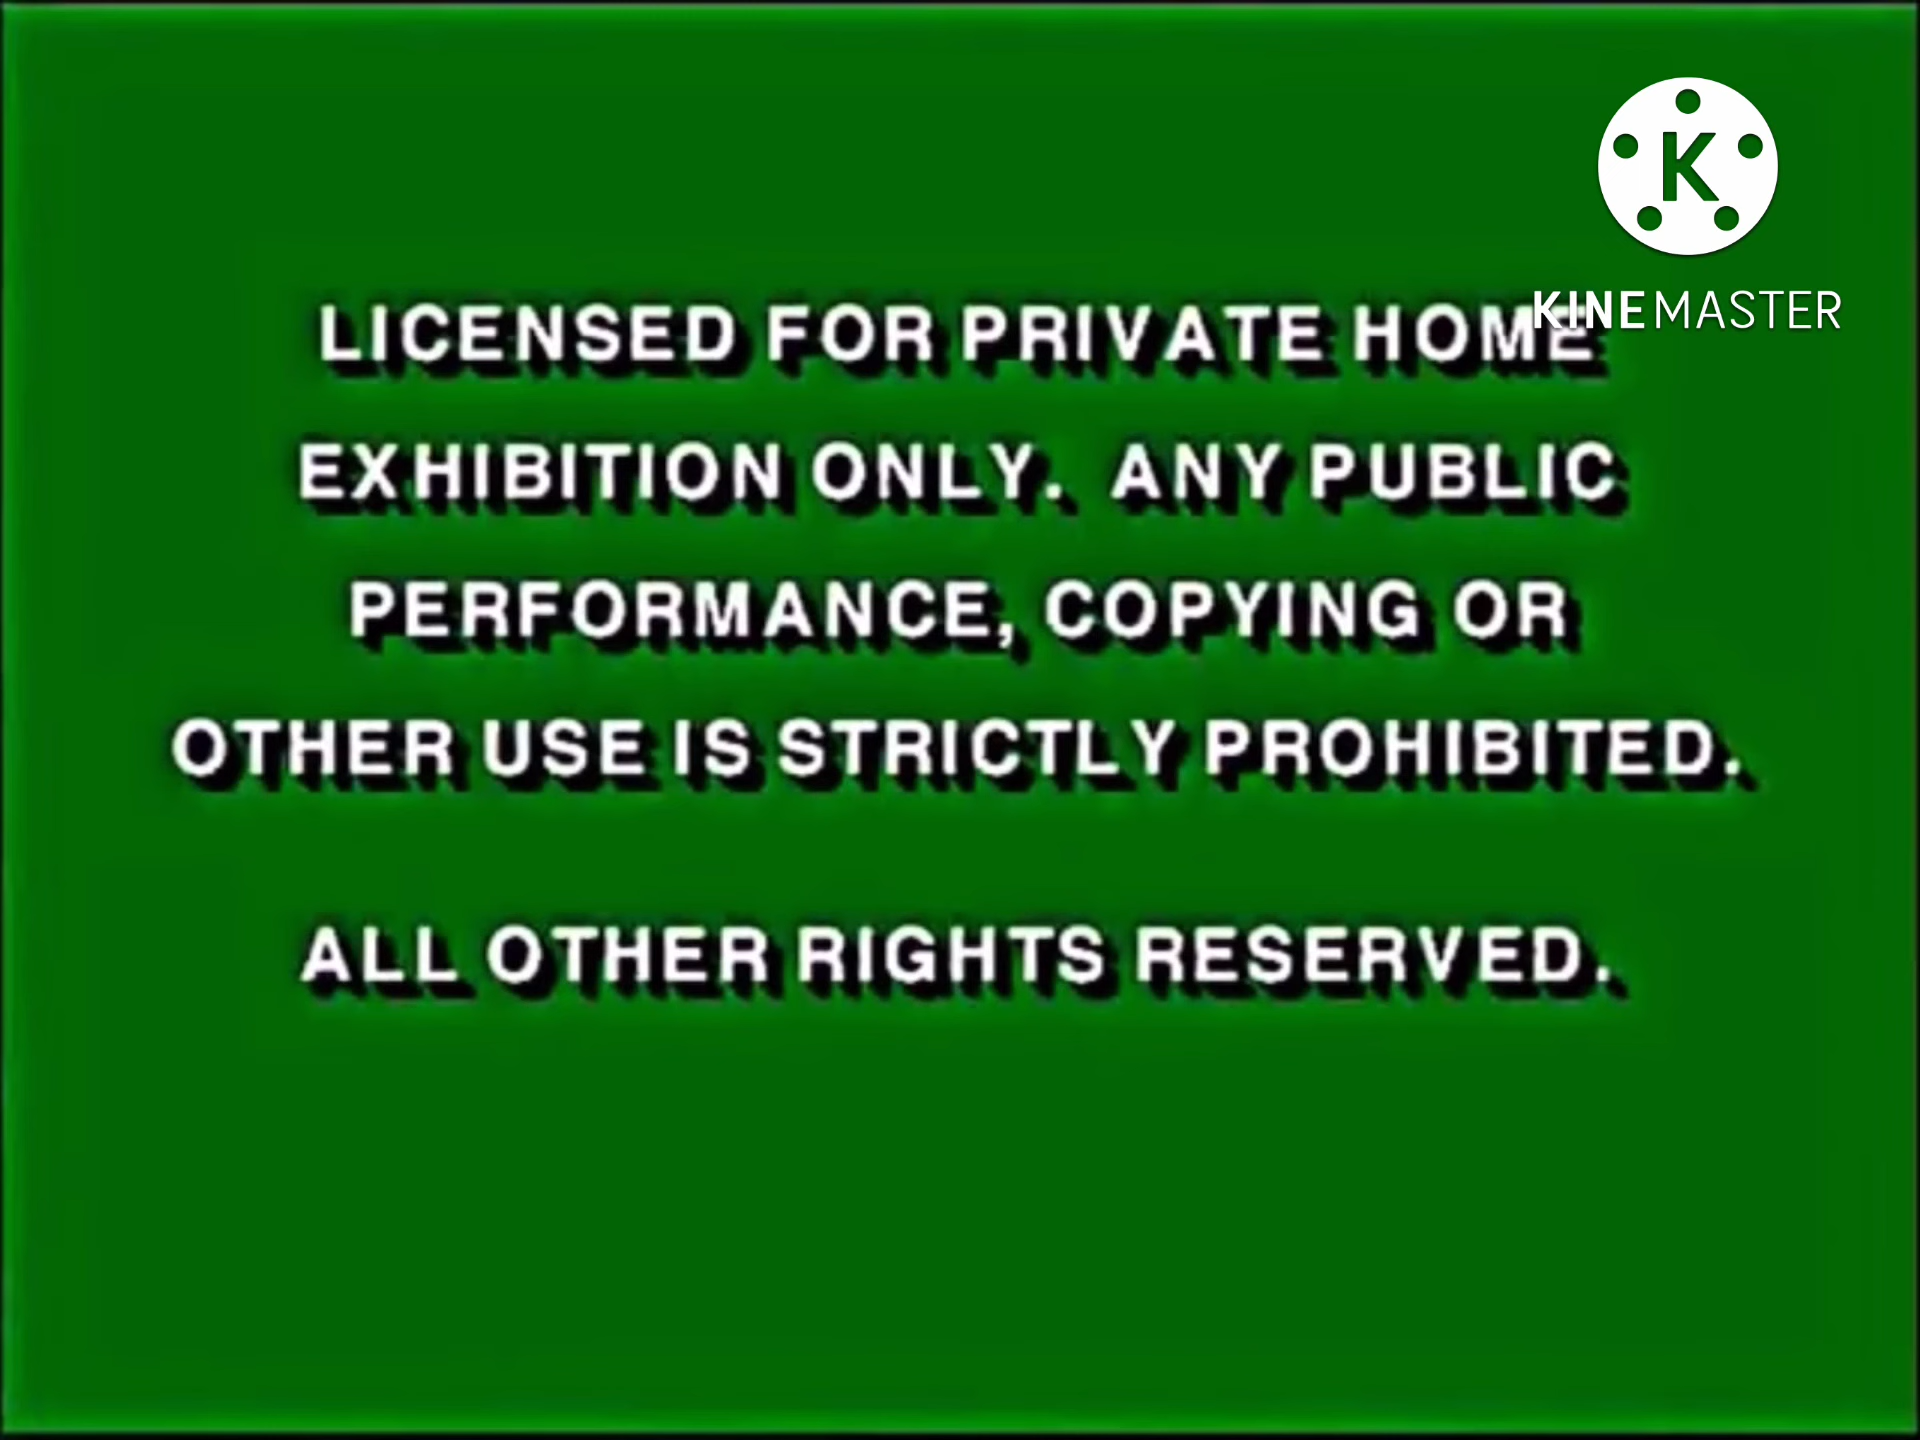 K
KINEMASTER
LICENSED FOR PRIVATE HOME
EXHIBITION ONLY. ANY PUBLIC
PERFORMANCE, COPYING OR
OTHER USE IS STRICTLY PROHIBITED.
ALL OTHER RIGHTS RESERVED.